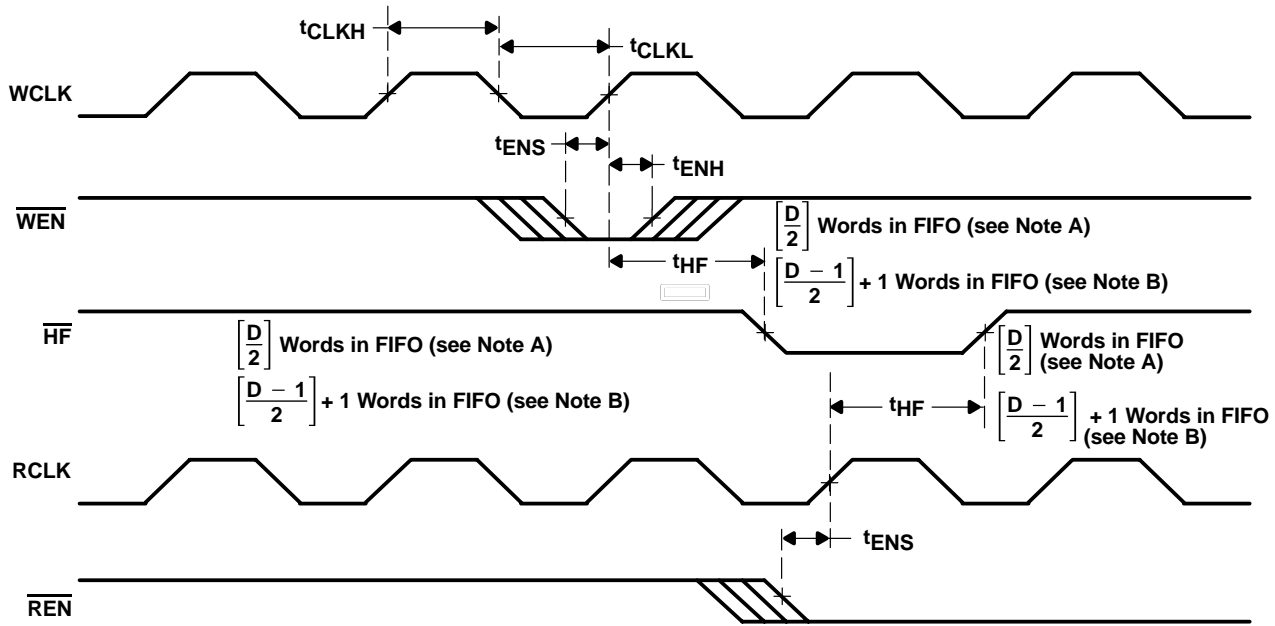 tCLKH
tCLKL
WCLK
tENS
tENH
WEN
[D/2] Words in FIFO (see Note A)
tHF
[D − 1/2] + 1 Words in FIFO (see Note B)
HF
[D/2] Words in FIFO (see Note A)
[D/2] Words in FIFO
(see Note A)
[D − 1/2] + 1 Words in FIFO (see Note B)
tHF
[D − 1/2] + 1 Words in FIFO
(see Note B)
RCLK
tENS
REN